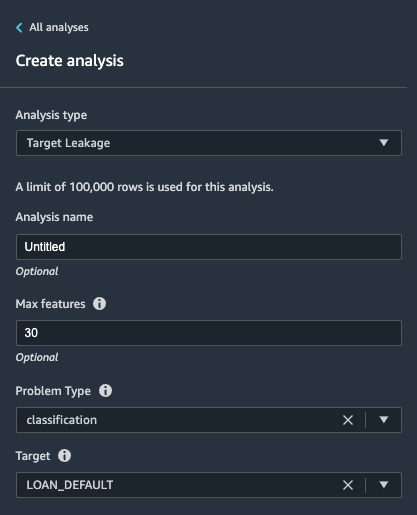 All analyses
Create analysis
Analysis type
Target Leakage
A limit of 100,000 rows is used for this analysis.
Analysis name
Untitled
Optional
Max features
30
Optional
Problem Type
classification
Target
LOAN_DEFAULT